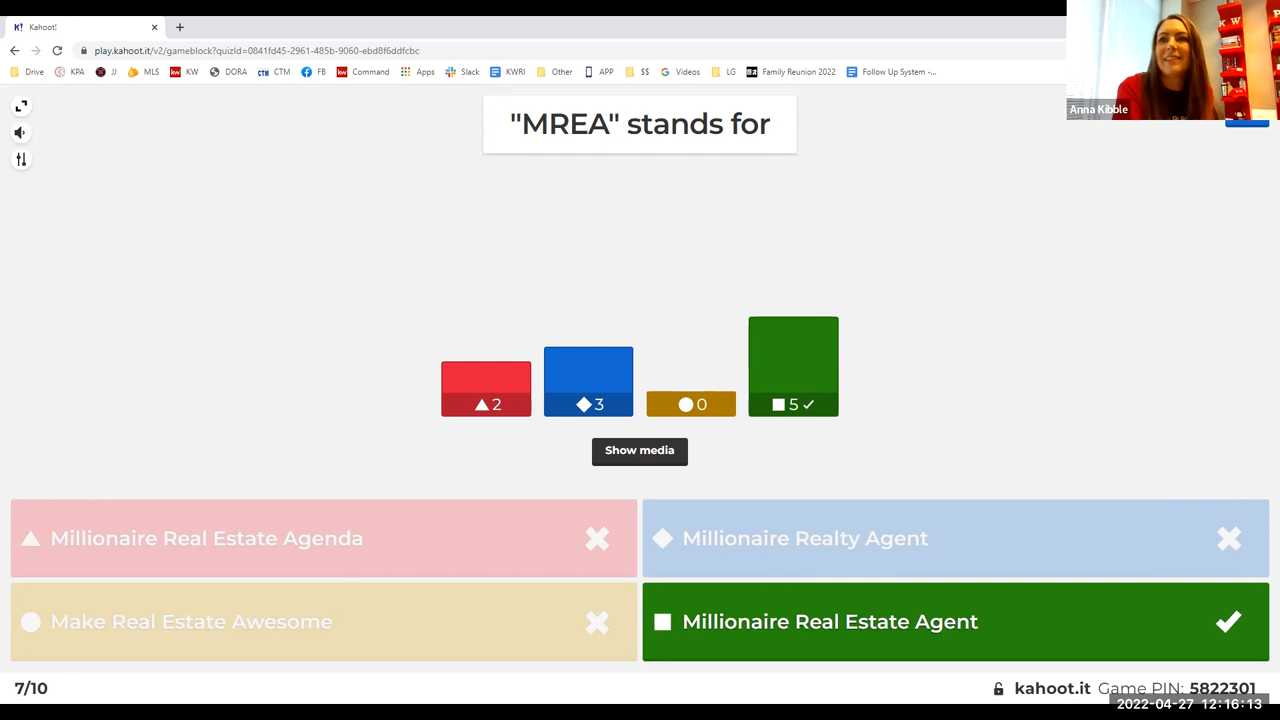 Kahoot!
play.kahoot.it/v2/gameblock?quizId=0841fd45-2961-485b-9060-ebd8f6ddfcbc
Drive KPA JJ MLS KW DORA CTM CTM FB Command Apps Slack KWRI Other APP $$ Videos LG Family Reunion 2022 Follow Up System -...
K W
Anna Kibble
"MREA" stands for
2 3 0 5
Show media
Millionaire Real Estate Agenda
Millionaire Realty Agent
Make Real Estate Awesome
Millionaire Real Estate Agent
7/10
kahoot.it Game PIN: 5822301
2022-04-27 12:16:13